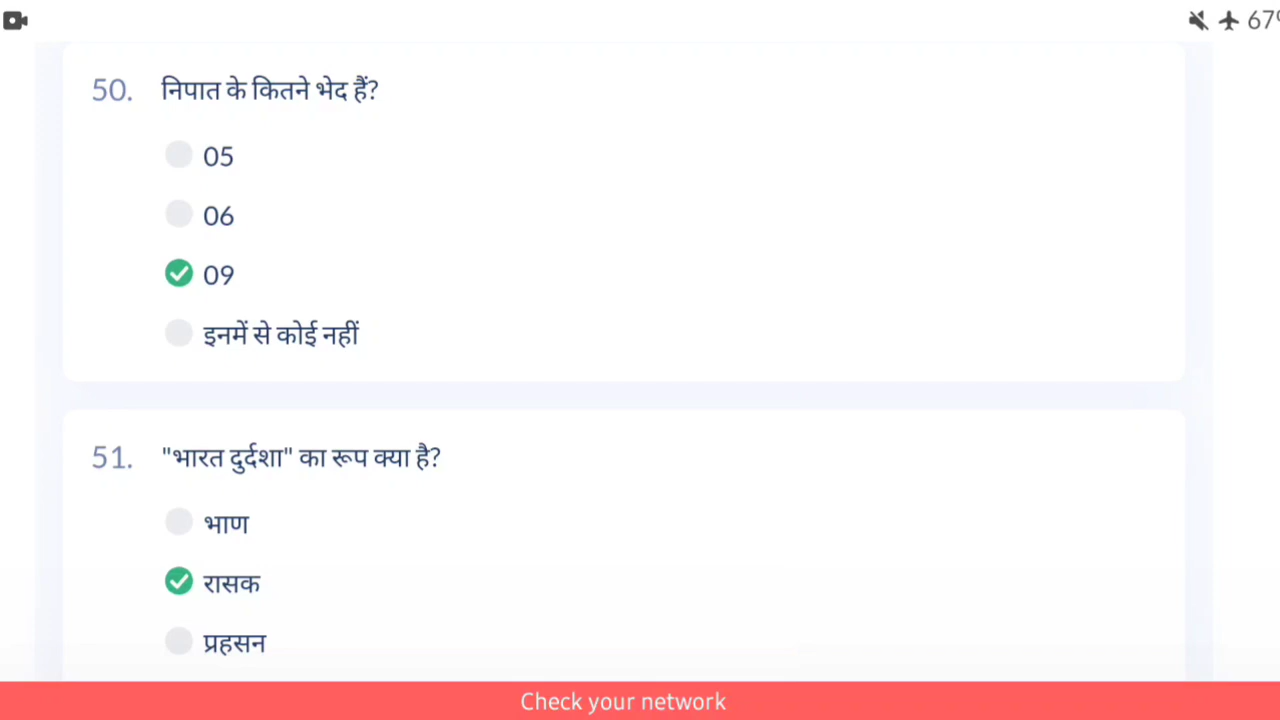 67
50. निपात के कितने भेद हैं?
05
06
09
इनमें से कोई नहीं
51. "भारत दुर्दशा" का रूप क्या है?
भाण
रासक
प्रहसन
Check your network